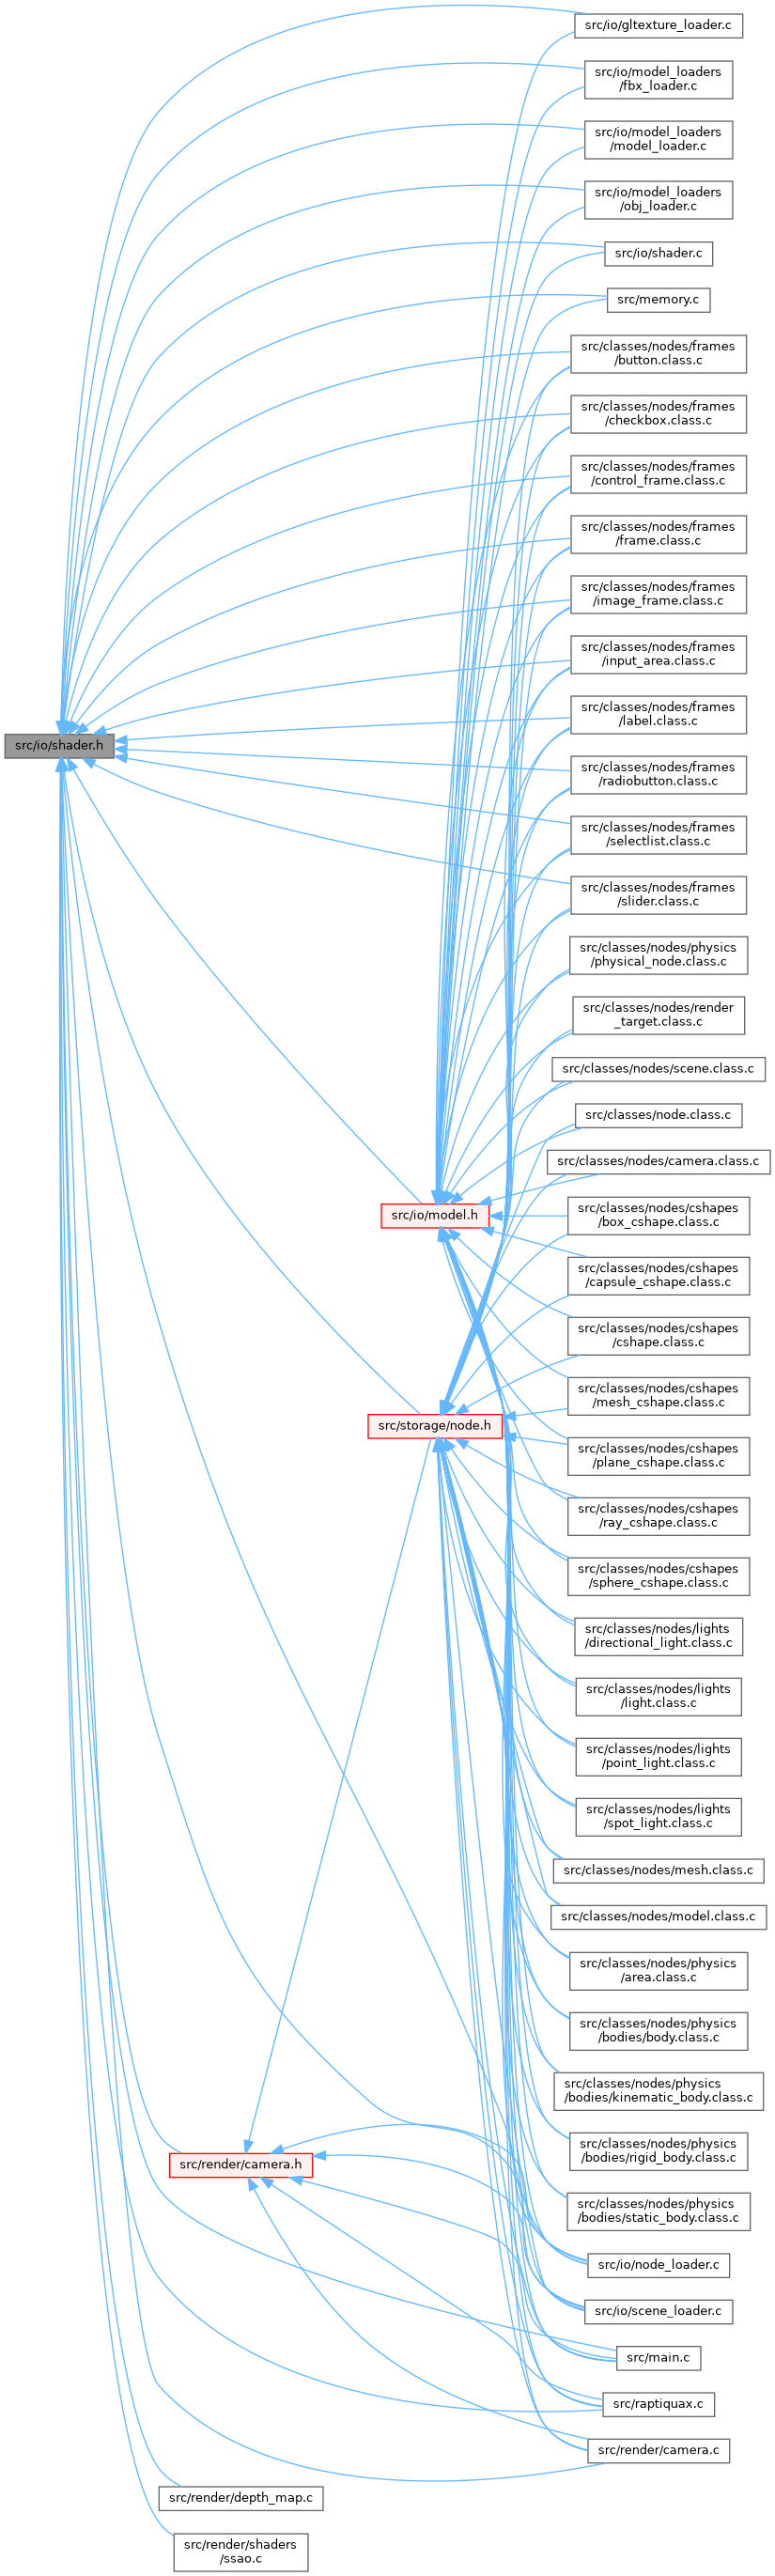 src/io/gltexture_loader.c
src/io/model_loaders
/fbx_loader.c
src/io/model_loaders
/model_loader.c
src/io/model_loaders
/obj_loader.c
src/io/shader.c
src/memory.c
src/classes/nodes/frames
/button.class.c
src/classes/nodes/frames
/checkbox.class.c
src/classes/nodes/frames
/control_frame.class.c
src/classes/nodes/frames
/frame.class.c
src/classes/nodes/frames
/image_frame.class.c
src/classes/nodes/frames
/input_area.class.c
src/classes/nodes/frames
/label.class.c
src/io/shader.h
src/classes/nodes/frames
/radiobutton.class.c
src/classes/nodes/frames
/selectlist.class.c
src/classes/nodes/frames
/slider.class.c
src/classes/nodes/physics
/physical_node.class.c
src/classes/nodes/render
_target.class.c
src/classes/nodes/scene.class.c
src/classes/node.class.c
src/classes/nodes/camera.class.c
src/io/model.h
src/classes/nodes/cshapes
/box_cshape.class.c
src/classes/nodes/cshapes
/capsule_cshape.class.c
src/classes/nodes/cshapes
/cshape.class.c
src/classes/nodes/cshapes
/mesh_cshape.class.c
src/storage/node.h
src/classes/nodes/cshapes
/plane_cshape.class.c
src/classes/nodes/cshapes
/ray_cshape.class.c
src/classes/nodes/cshapes
/sphere_cshape.class.c
src/classes/nodes/lights
/directional_light.class.c
src/classes/nodes/lights
/light.class.c
src/classes/nodes/lights
/point_light.class.c
src/classes/nodes/lights
/spot_light.class.c
src/classes/nodes/mesh.class.c
src/classes/nodes/model.class.c
src/classes/nodes/physics
/area.class.c
src/classes/nodes/physics
/bodies/body.class.c
src/classes/nodes/physics
/bodies/kinematic_body.class.c
src/classes/nodes/physics
/bodies/rigid_body.class.c
src/render/camera.h
src/classes/nodes/physics
/bodies/static_body.class.c
src/io/node_loader.c
src/io/scene_loader.c
src/main.c
src/raptiquax.c
src/render/camera.c
src/render/depth_map.c
src/render/shaders
/ssao.c